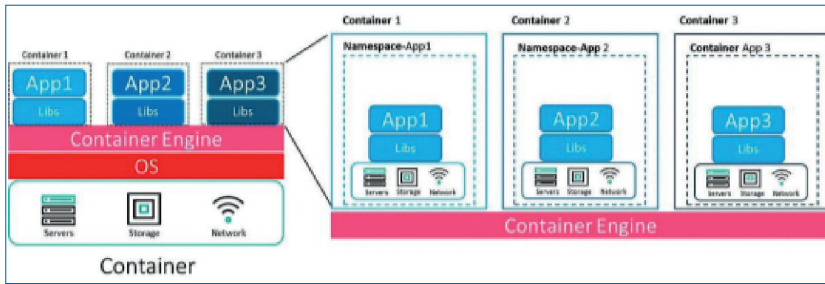 Container 1 Container 2 Container 3
App1 App2 App3
Libs Libs Libs
Container Engine
OS
Servers Storage Network
Container
Container 1 Container 2 Container 3
Namespace-App1 Namespace-App 2 Container App 3
App1 App2 App3
Libs Libs Libs
Servers Storage Network Servers Storage Network Servers Storage Network
Container Engine